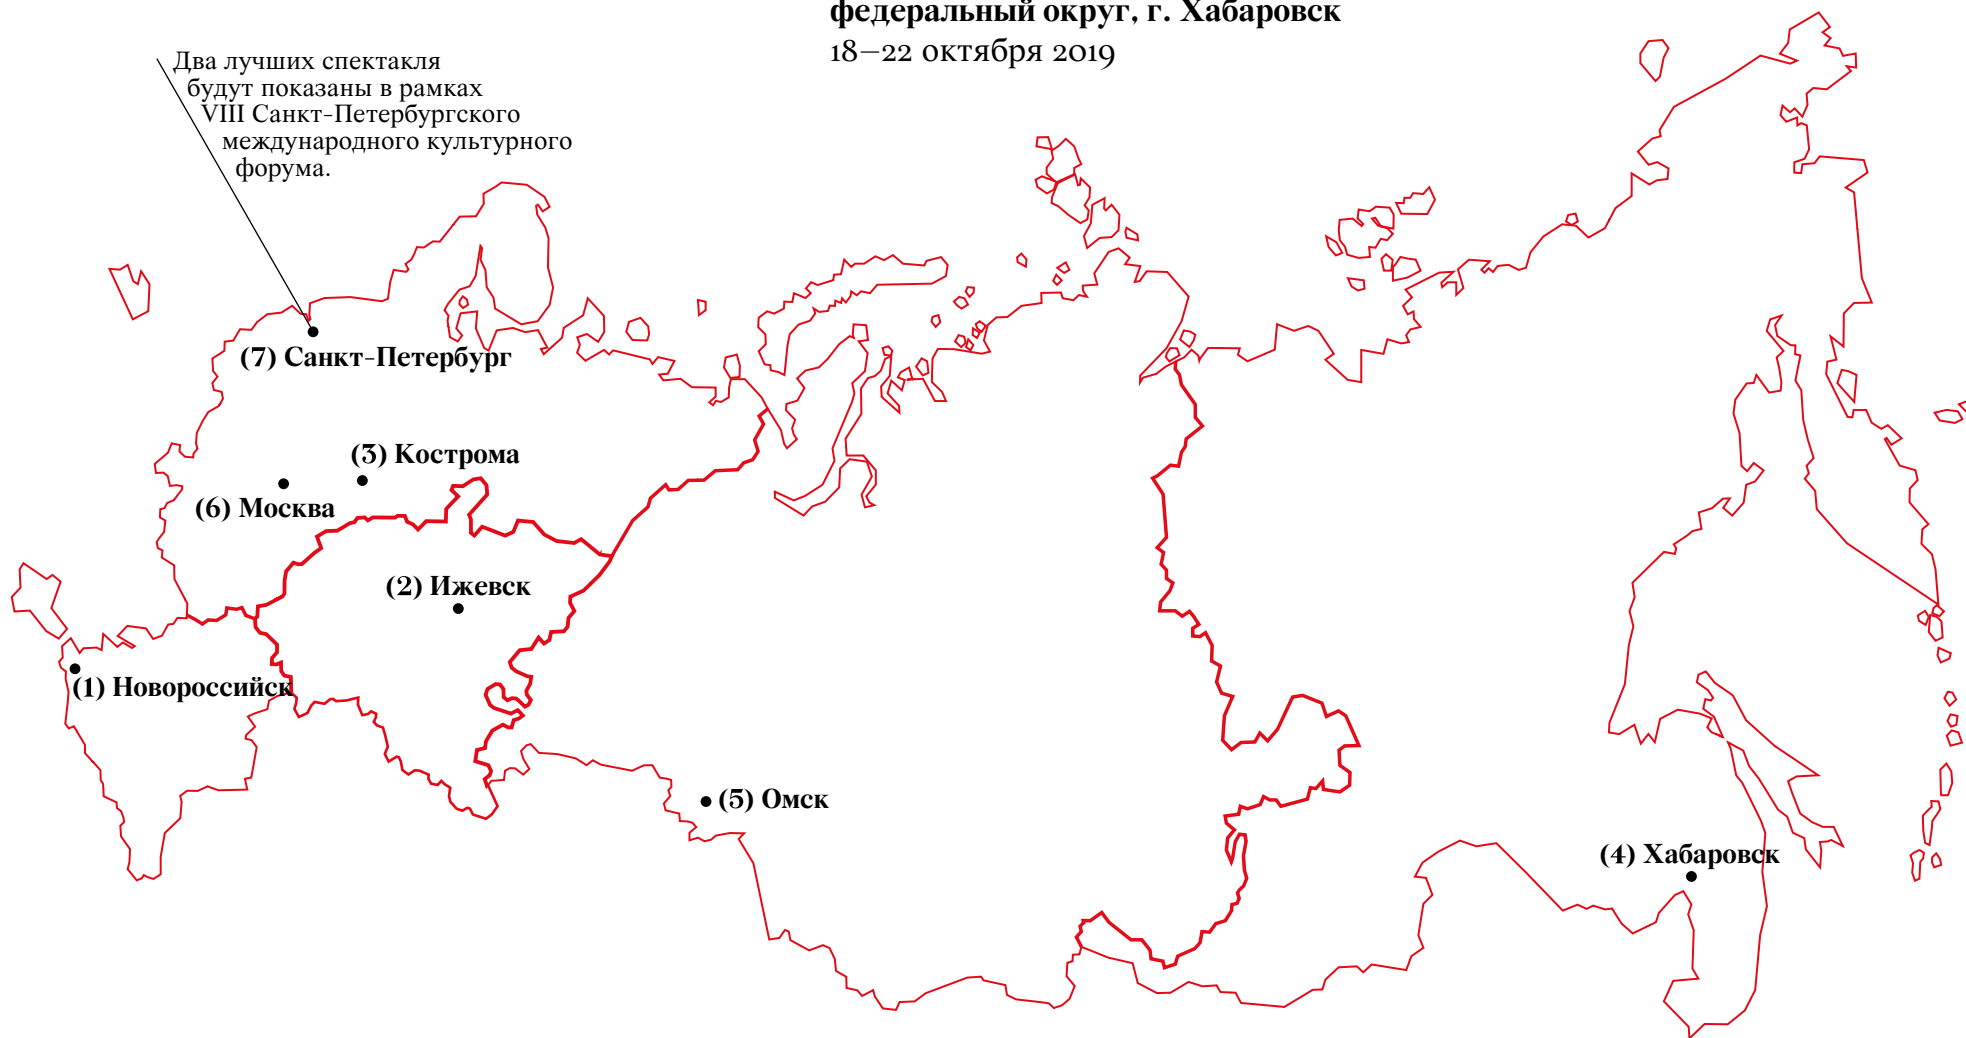 федеральный округ, г. Хабаровск
18–22 октября 2019
Два лучших спектакля
будут показаны в рамках
VIII Санкт-Петербургского
международного культурного
форума.
(7) Санкт-Петербург
(3) Кострома
(6) Москва
(2) Ижевск
(1) Новороссийск
(5) Омск
(4) Хабаровск